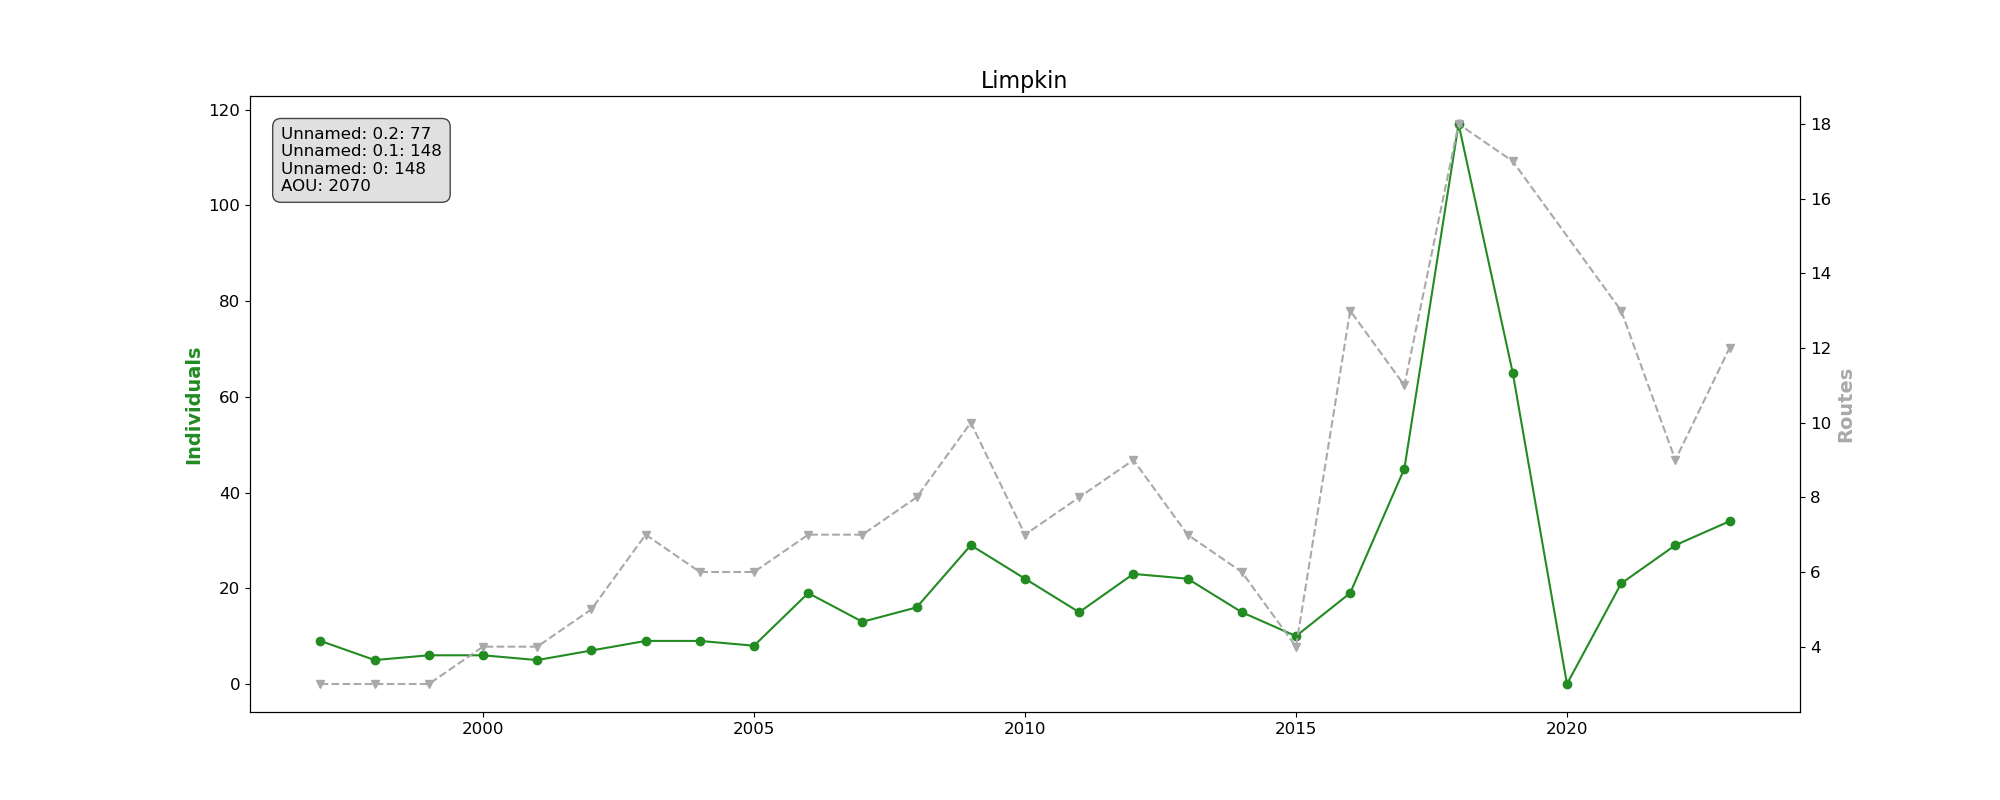 Limpkin
120
100
80
60
40
20
0
Individuals
Unnamed: 0.2: 77
Unnamed: 0.1: 148
Unnamed: 0: 148
AOU: 2070
18
16
14
12
10
8
6
4
Routes
2000 2005 2010 2015 2020